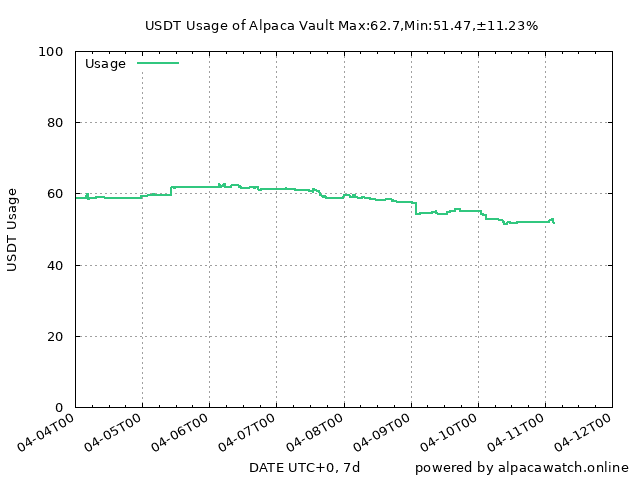 USDT Usage of Alpaca Vault Max:62.7,Min:51.47,±11.23%
100
Usage
80
60
USDT Usage
40
20
0
04-04T00 04-05T00 04-06T00 04-07T00 04-08T00 04-09T00 04-10T00 04-11T00 04-12T00
DATE UTC+0, 7d powered by alpacawatch.online